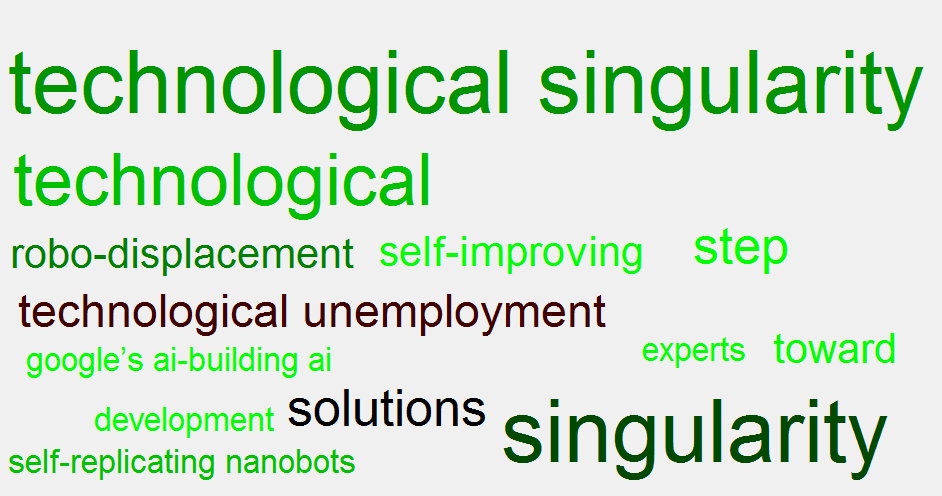 technological singularity
technological
robo-displacement self-improving step
technological unemployment
google’s ai-building ai experts toward
development solutions singularity
self-replicating nanobots